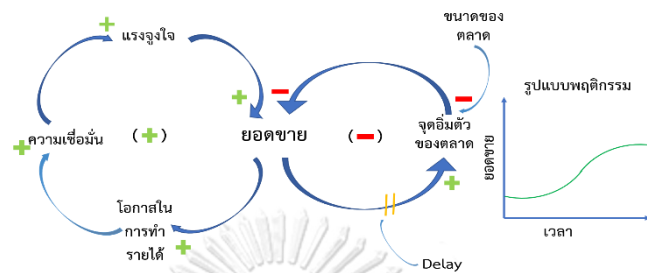 แรงจูงใจ
ขนาดของ
ตลาด
รูปแบบพฤติกรรม
ความเชื่อมั่น
(+)
ยอดขาย
(-)
จุดอิ่มตัว
ของตลาด
ยอดขาย
โอกาสใน
การทำ
รายได้
เวลา
Delay